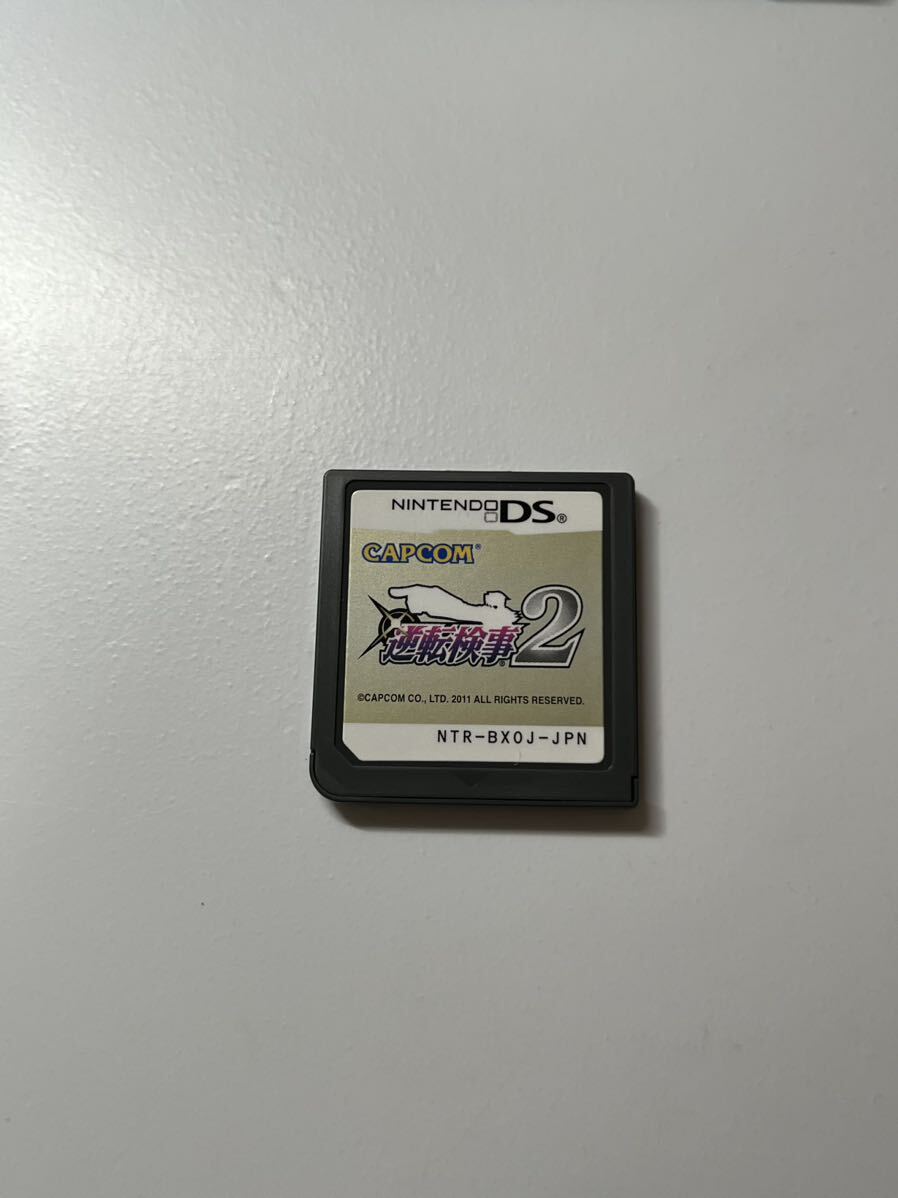 NINTENDO DS®
CAPCOM®
逆転検事2
©CAPCOM CO., LTD. 2011 ALL RIGHTS RESERVED.
NTR-BXOJ-JPN